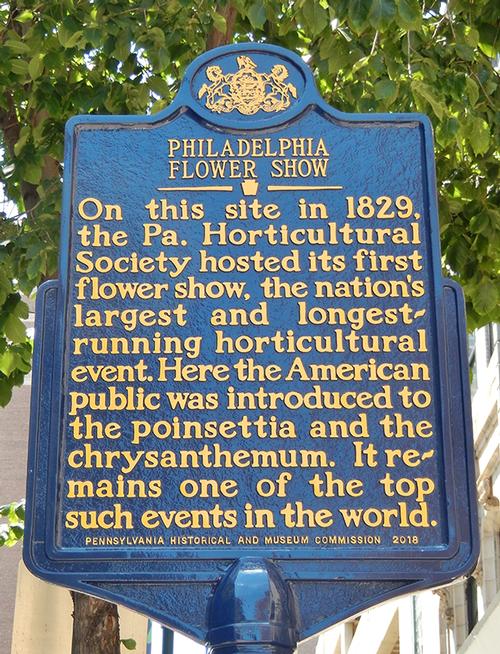 PHILADELPHIA
FLOWER SHOW
On this site in 1829,
the Pa. Horticultural
Society hosted its first
flower show, the nation's
largest and longest-
running horticultural
event. Here the American
public was introduced to
the poinsettia and the
chrysanthemum. It re-
mains one of the top
such events in the world.
PENNSYLVANIA HISTORICAL AND MUSEUM COMMISSION 2018